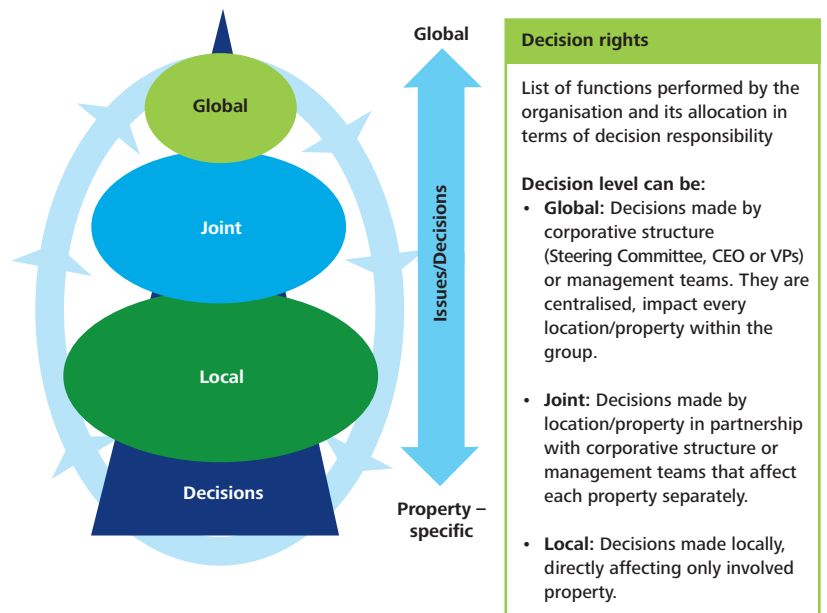 Global
Joint
Local
Decisions
Global
Issues/Decisions
Property –
specific
Decision rights
List of functions performed by the
organisation and its allocation in
terms of decision responsibility
Decision level can be:
• Global: Decisions made by
corporative structure
(Steering Committee, CEO or VPs)
or management teams. They are
centralised, impact every
location/property within the
group.
• Joint: Decisions made by
location/property in partnership
with corporative structure or
management teams that affect
each property separately.
• Local: Decisions made locally,
directly affecting only involved
property.